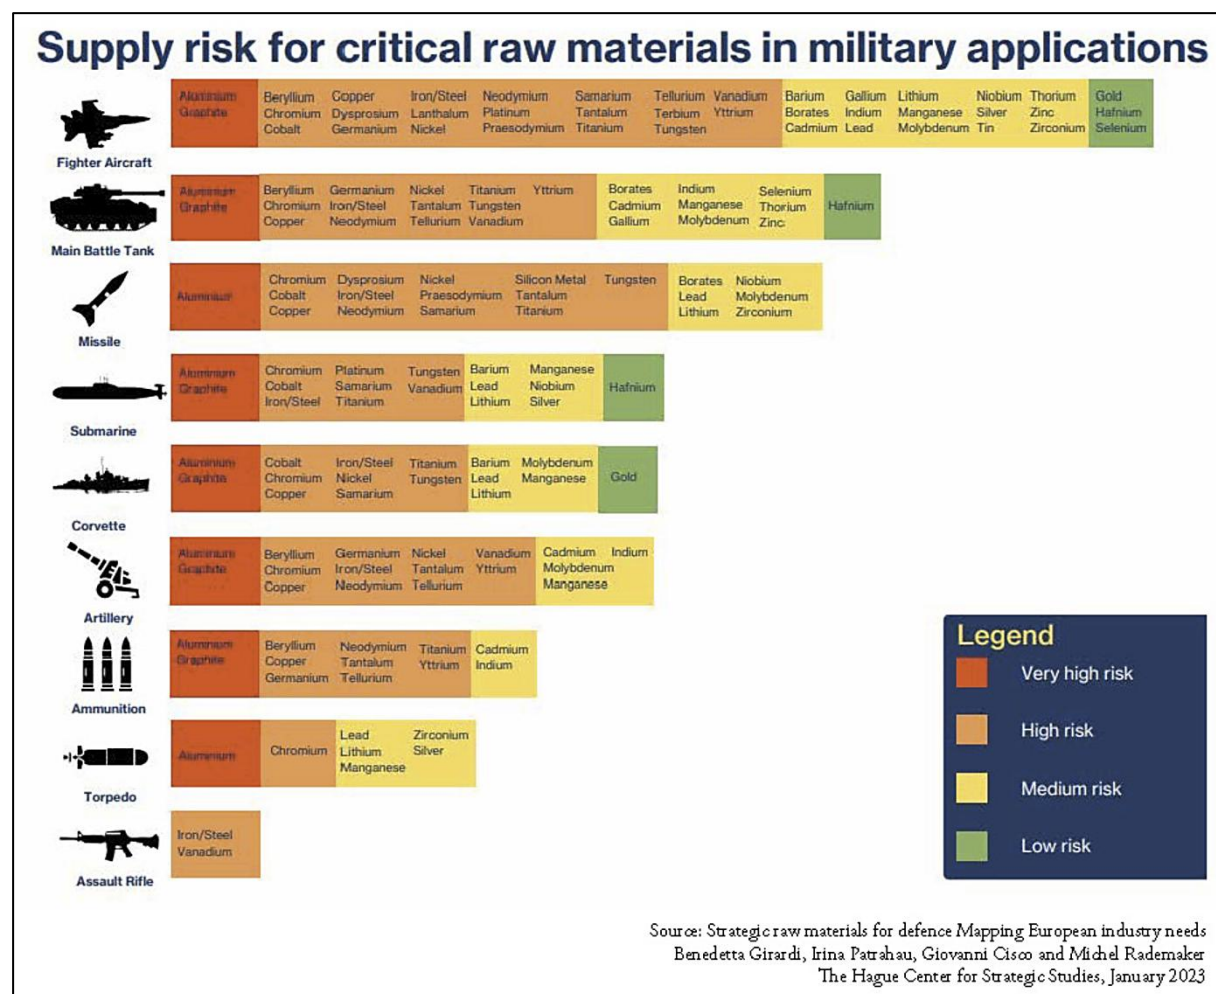 Supply risk for critical raw materials in military applications
Aluminium Beryllium Copper Iron/Steel Neodymium Samarium Tellurium Vanadium Barium Gallium Lithium Niobium Thorium Gold
Graphite Chromium Dysprosium Lanthalum Platinum Tantalum Terbium Yttrium Borates Indium Manganese Silver Zinc Hafnium
Cobalt Germanium Nickel Praesodymium Titanium Tungsten Cadmium Lead Molybdenum Tin Zirconium Selenium
Fighter Aircraft
Aluminium Beryllium Germanium Nickel Titanium Yttrium Borates Indium Selenium
Graphite Chromium Iron/Steel Tantalum Tungsten Cadmium Manganese Thorium Hafnium
Copper Neodymium Tellurium Vanadium Gallium Molybdenum Zinc
Main Battle Tank
Chromium Dysprosium Nickel Silicon Metal Tungsten Borates Niobium
Aluminium Cobalt Iron/Steel Praesodymium Tantalum Lead Molybdenum
Copper Neodymium Samarium Titanium Lithium Zirconium
Missile
Aluminium Chromium Platinum Tungsten Barium Manganese
Graphite Cobalt Samarium Vanadium Lead Niobium Hafnium
Iron/Steel Titanium Lithium Silver
Submarine
Aluminium Cobalt Iron/Steel Titanium Barium Molybdenum
Graphite Chromium Nickel Tungsten Lead Manganese Gold
Copper Samarium Lithium
Corvette
Aluminium Beryllium Germanium Nickel Vanadium Cadmium Indium
Graphite Chromium Iron/Steel Tantalum Yttrium Molybdenum
Copper Neodymium Tellurium Manganese
Artillery
Aluminium Beryllium Neodymium Titanium Cadmium
Graphite Copper Tantalum Yttrium Indium
Germanium Tellurium
Ammunition
Lead Zirconium
Aluminium Chromium Lithium Silver
Manganese
Torpedo
Iron/Steel
Vanadium
Assault Rifle
Legend
Very high risk
High risk
Medium risk
Low risk
Source: Strategic raw materials for defence Mapping European industry needs
Benedetta Girardi, Irina Patrahau, Giovanni Cisco and Michel Rademaker
The Hague Center for Strategic Studies, January 2023